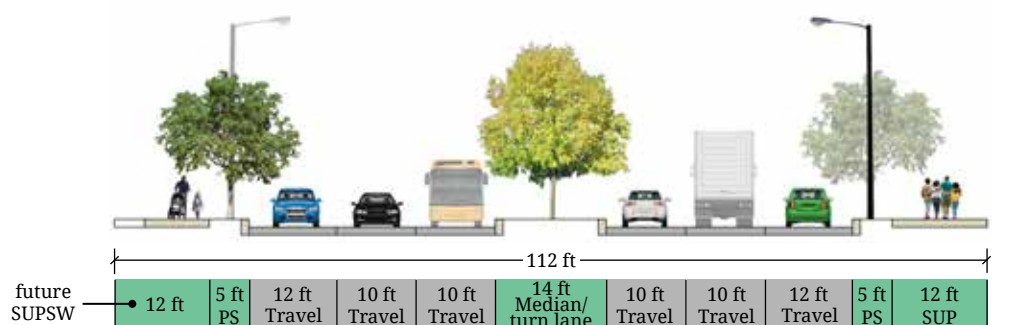 112 ft
future
SUPSW
12 ft
5 ft
PS
12 ft
Travel
10 ft
Travel
10 ft
Travel
14 ft
Median/
turn lane
10 ft
Travel
10 ft
Travel
12 ft
Travel
5 ft
PS
12 ft
SUP